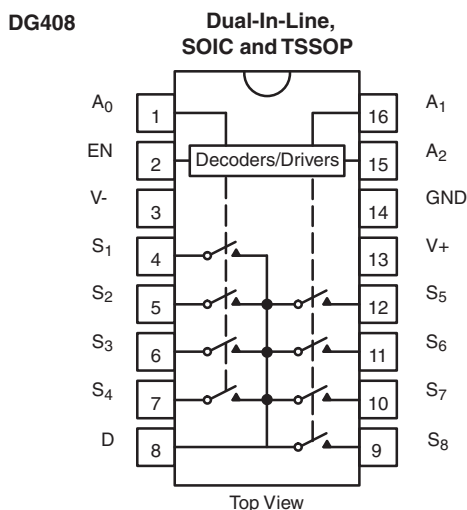 DG408
Dual-In-Line,
SOIC and TSSOP
A0 1 16 A1
EN 2 Decoders/Drivers 15 A2
V- 3 14 GND
S1 4 13 V+
S2 5 12 S5
S3 6 11 S6
S4 7 10 S7
D 8 9 S8
Top View